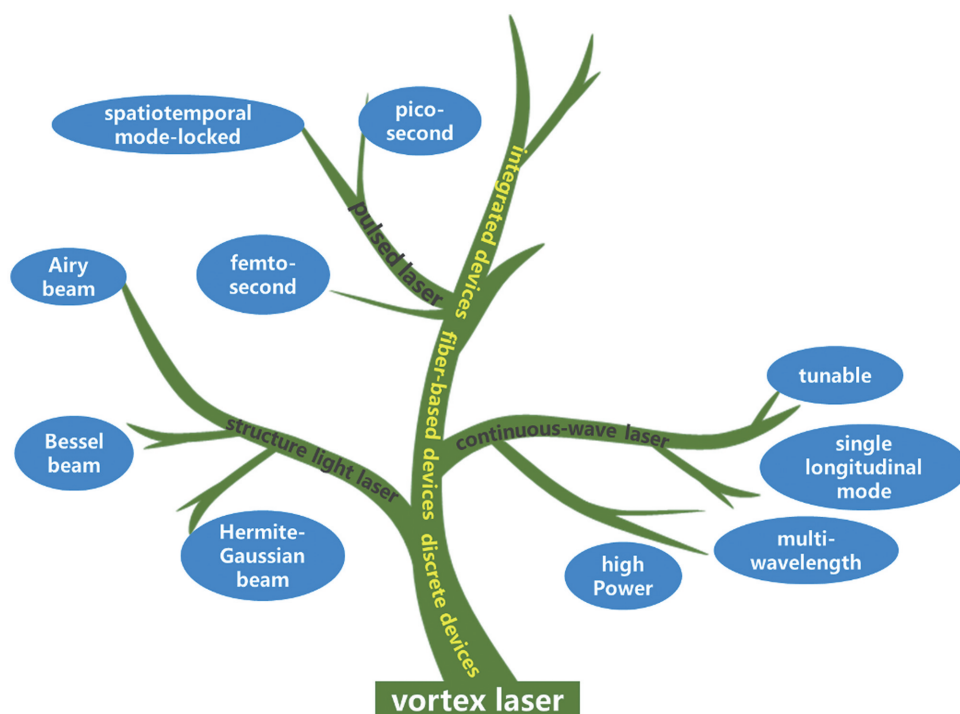 spatiotemporal
mode-locked
pico-
second
integrated devices
pulsed laser
Airy
beam
femto-
second
fiber-based devices
tunable
structure light laser
continuous-wave laser
Bessel
beam
single
longitudinal
mode
Hermite-
Gaussian
beam
discrete devices
high
Power
multi-
wavelength
vortex laser